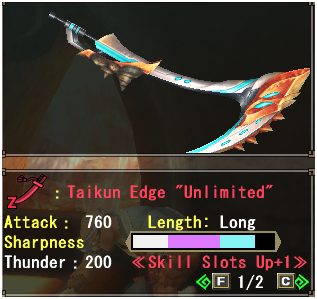 Z : Taikun Edge "Unlimited"
Attack : 760 Length: Long
Sharpness
Thunder : 200 ≪Skill Slots Up+1≫
F 1/2 C